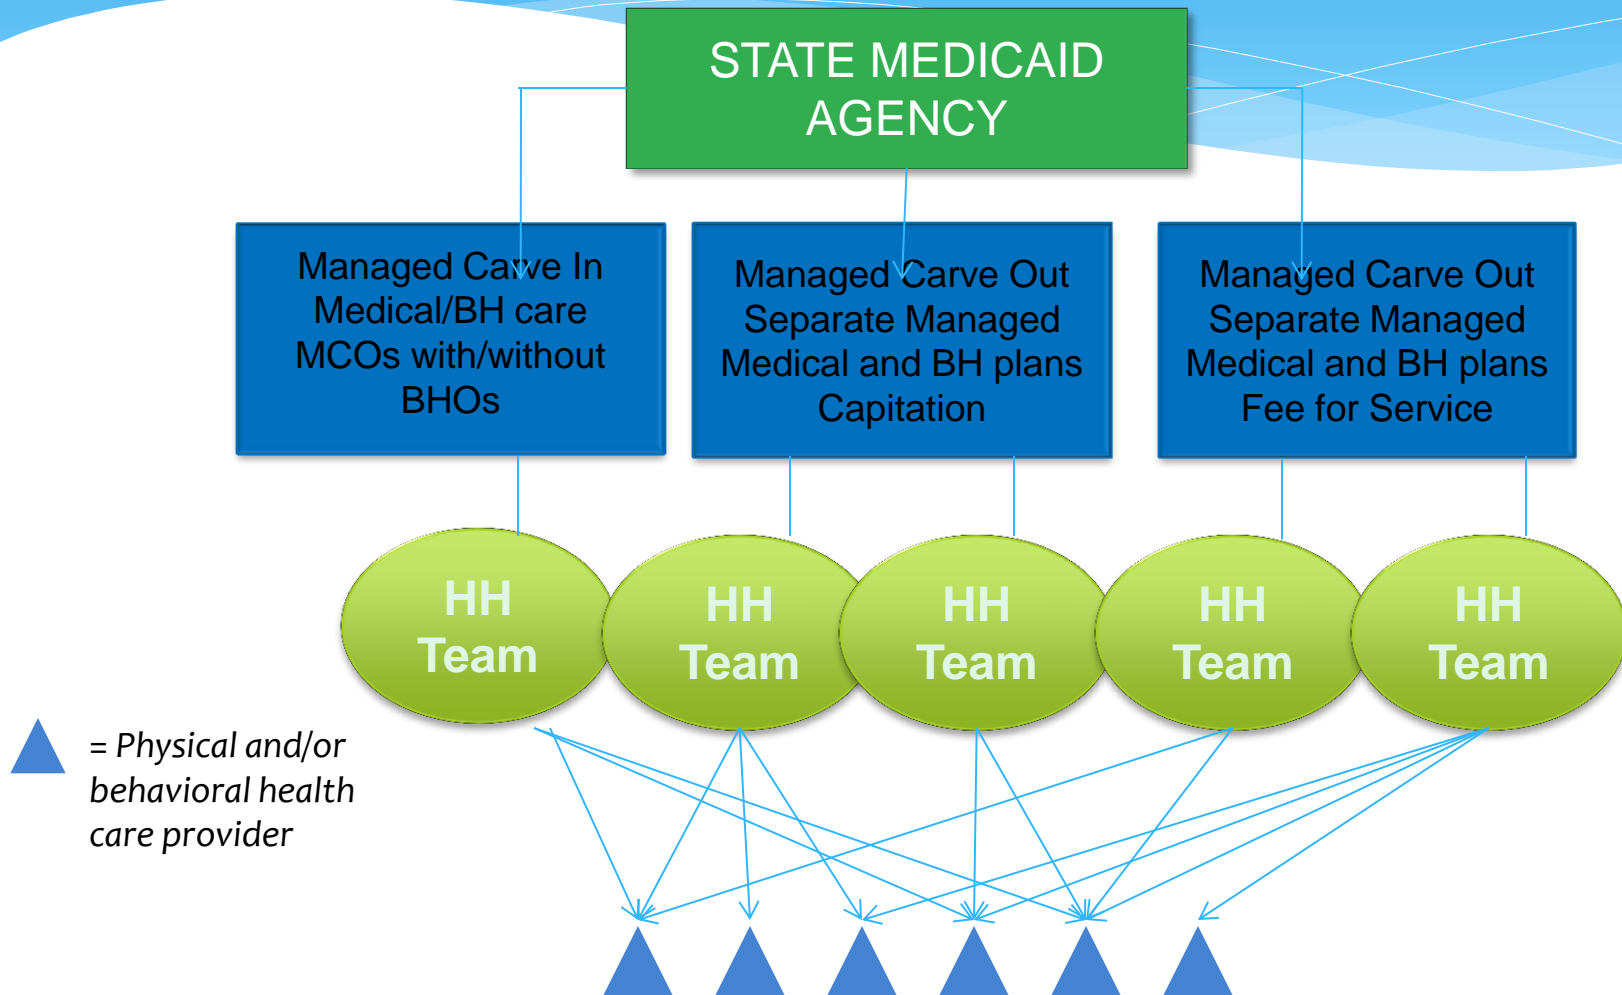 STATE MEDICAID
AGENCY
Managed Carve In
Medical/BH care
MCOs with/without
BHOs
Managed Carve Out
Separate Managed
Medical and BH plans
Capitation
Managed Carve Out
Separate Managed
Medical and BH plans
Fee for Service
HH
Team
HH
Team
HH
Team
HH
Team
HH
Team
= Physical and/or
behavioral health
care provider